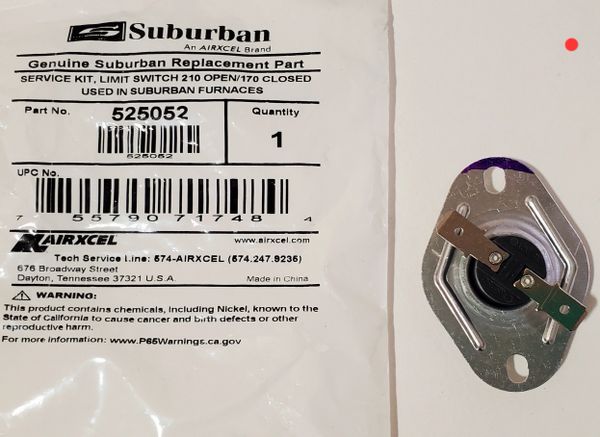 Suburban
An AIRXCEL Brand
Genuine Suburban Replacement Part
SERVICE KIT, LIMIT SWITCH 210 OPEN/170 CLOSED
USED IN SUBURBAN FURNACES
Part No. 525052 Quantity
525052 1
UPC No.
7 55790 71748 4
AIRXCEL www.airxcel.com
Tech Service Line: 574-AIRXCEL (574.247.9235)
676 Broadway Street
Dayton, Tennessee 37321 U.S.A. Made in China
WARNING:
This product contains chemicals, including Nickel, known to the
State of California to cause cancer and birth defects or other
reproductive harm.
For more information: www.P65Warnings.ca.gov